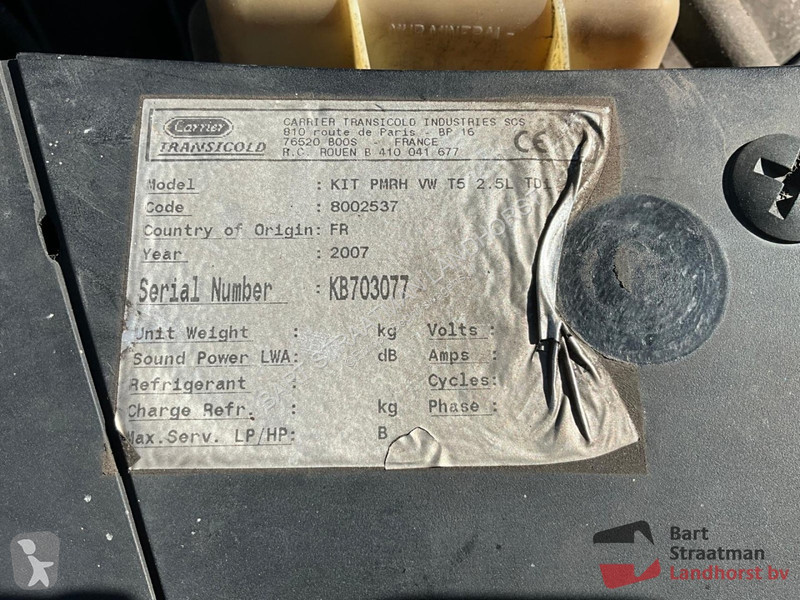 Carrier
TRANSICOLD
CARRIER TRANSICOLD INDUSTRIES SCS
810 route de Paris - BP 16
76520 BOOS - FRANCE
R.C. ROUEN B 410 041 677
CE
Model : KIT PMRH VW T5 2.5L TDi
Code : 8002537
Country of Origin: FR
Year : 2007
Serial Number : KB703077
Unit Weight : kg Volts :
Sound Power LWA: dB Amps :
Refrigerant : Cycles:
Charge Refr. : kg Phase :
Max.Serv. LP/HP: B
Bart
Straatman
Landhorst bv